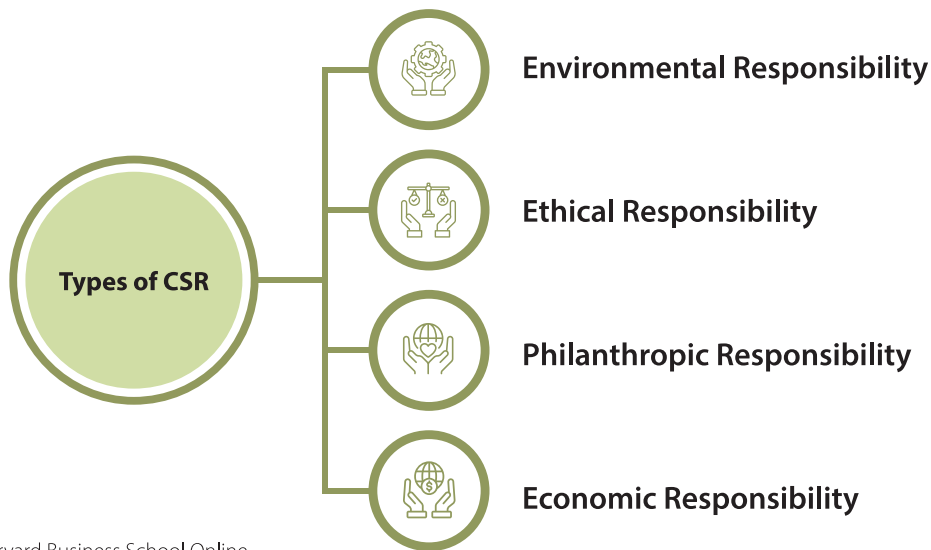 Environmental Responsibility
Ethical Responsibility
Types of CSR
Philanthropic Responsibility
Economic Responsibility
Business School Online